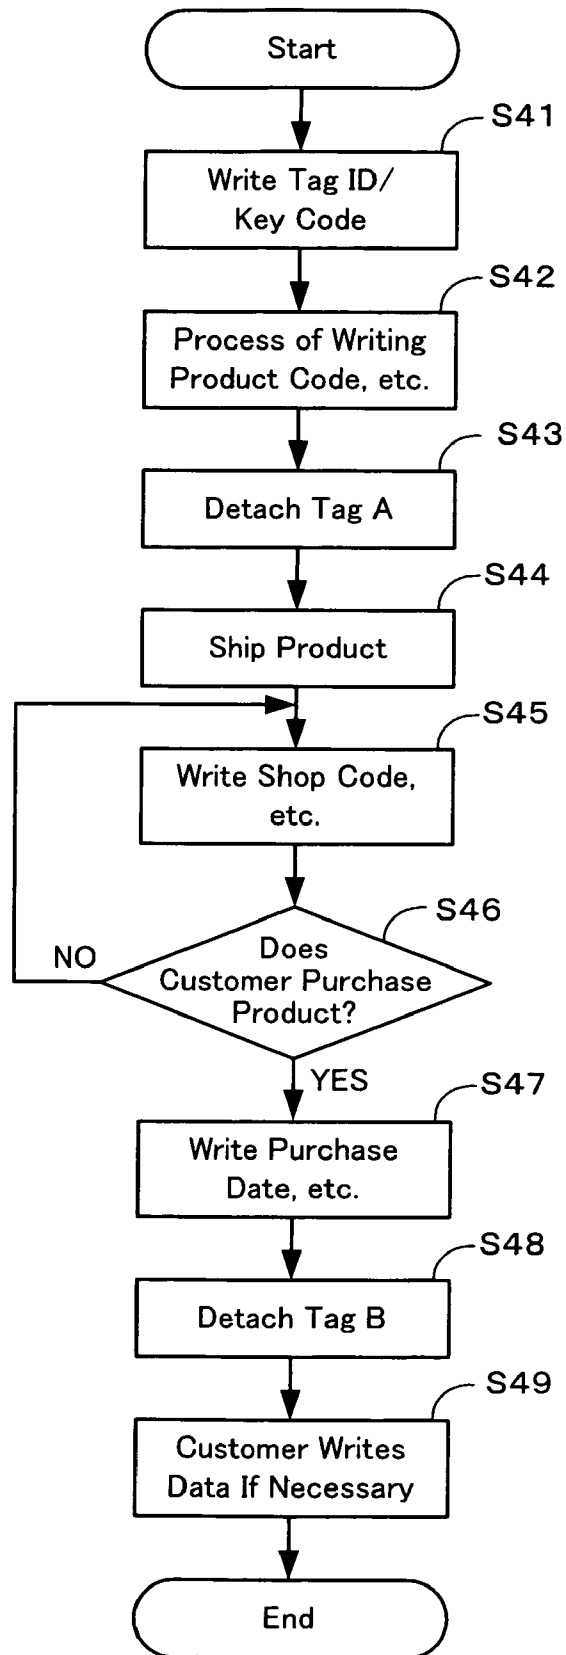 Start
S41
Write Tag ID/
Key Code
S42
Process of Writing
Product Code, etc.
S43
Detach Tag A
S44
Ship Product
S45
Write Shop Code,
etc.
S46
Does
Customer Purchase
Product?
NO
YES
S47
Write Purchase
Date, etc.
S48
Detach Tag B
S49
Customer Writes
Data If Necessary
End